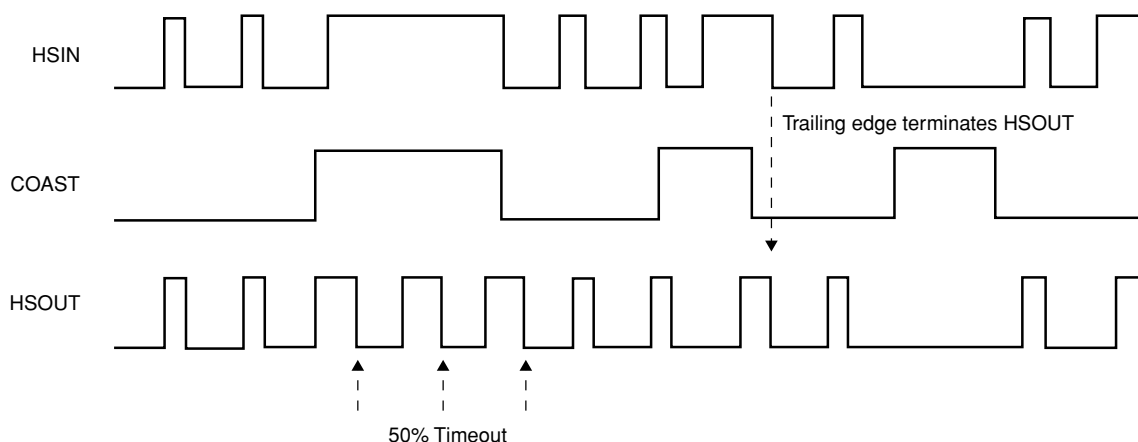 HSIN
Trailing edge terminates HSOUT
COAST
HSOUT
50% Timeout